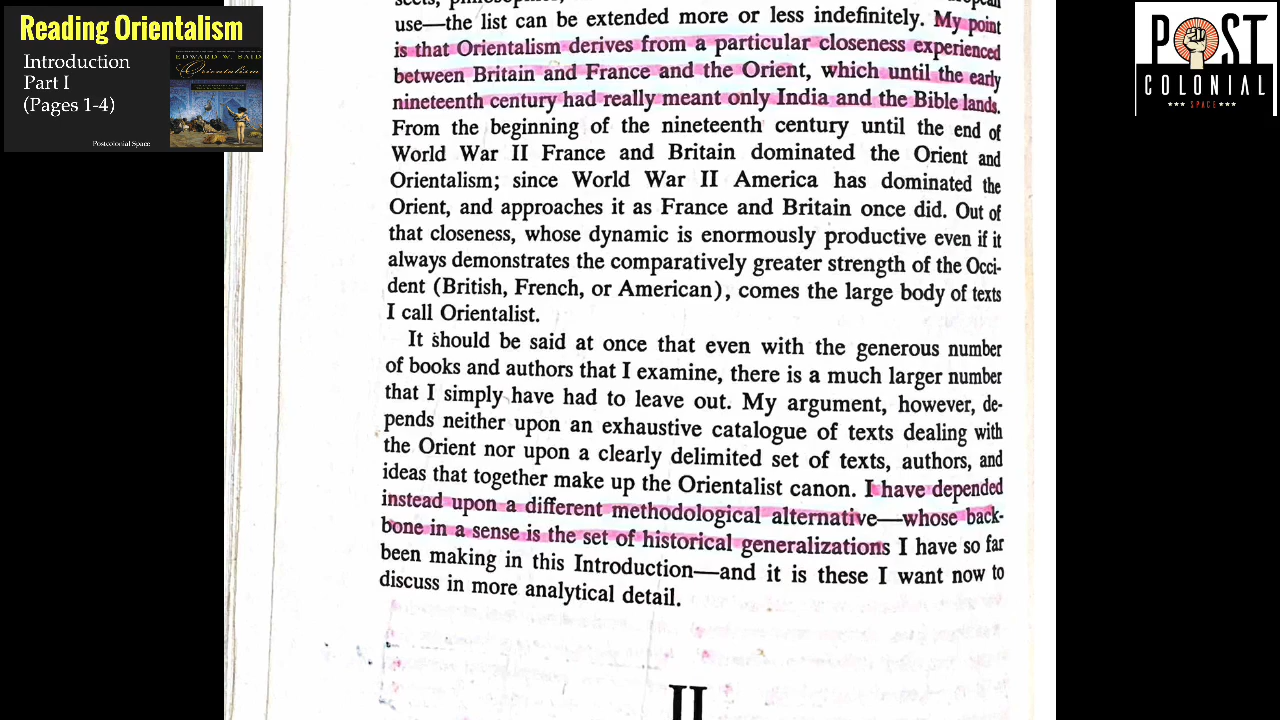 Reading Orientalism
Introduction
Part I
(Pages 1-4)
EDWARD W. SAID
Orientalism
Postcolonial Space
POST
COLONIAL
SPACE
use—the list can be extended more or less indefinitely. My point
is that Orientalism derives from a particular closeness experienced
between Britain and France and the Orient, which until the early
nineteenth century had really meant only India and the Bible lands.
From the beginning of the nineteenth century until the end of
World War II France and Britain dominated the Orient and
Orientalism; since World War II America has dominated the
Orient, and approaches it as France and Britain once did. Out of
that closeness, whose dynamic is enormously productive even if it
always demonstrates the comparatively greater strength of the Occi-
dent (British, French, or American), comes the large body of texts
I call Orientalist.
It should be said at once that even with the generous number
of books and authors that I examine, there is a much larger number
that I simply have had to leave out. My argument, however, de-
pends neither upon an exhaustive catalogue of texts dealing with
the Orient nor upon a clearly delimited set of texts, authors, and
ideas that together make up the Orientalist canon. I have depended
instead upon a different methodological alternative—whose back-
bone in a sense is the set of historical generalizations I have so far
been making in this Introduction—and it is these I want now to
discuss in more analytical detail.
II